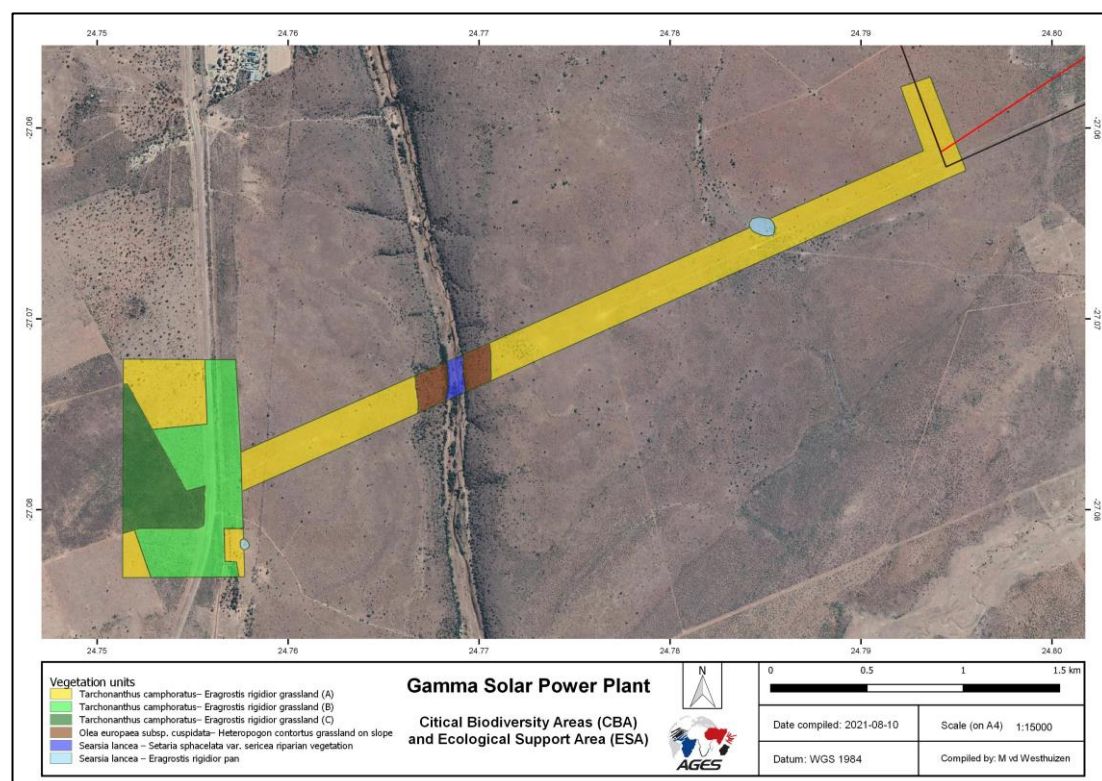 24.75 24.76 24.77 24.78 24.79 24.80
-27.06 -27.06
-27.07 -27.07
-27.08 -27.08
24.75 24.76 24.77 24.78 24.79 24.80
Vegetation units
Tarchonanthus camphoratus– Eragrostis rigidior grassland (A)
Tarchonanthus camphoratus– Eragrostis rigidior grassland (B)
Tarchonanthus camphoratus– Eragrostis rigidior grassland (C)
Olea europaea subsp. cuspidata– Heteropogon contortus grassland on slope
Searsia lancea – Setaria sphacelata var. sericea riparian vegetation
Searsia lancea – Eragrostis rigidior pan
Gamma Solar Power Plant
Citical Biodiversity Areas (CBA)
and Ecological Support Area (ESA)
N
AGES
0 0.5 1 1.5 km
Date compiled: 2021-08-10
Scale (on A4) 1:15000
Datum: WGS 1984
Compiled by: M vd Westhuizen